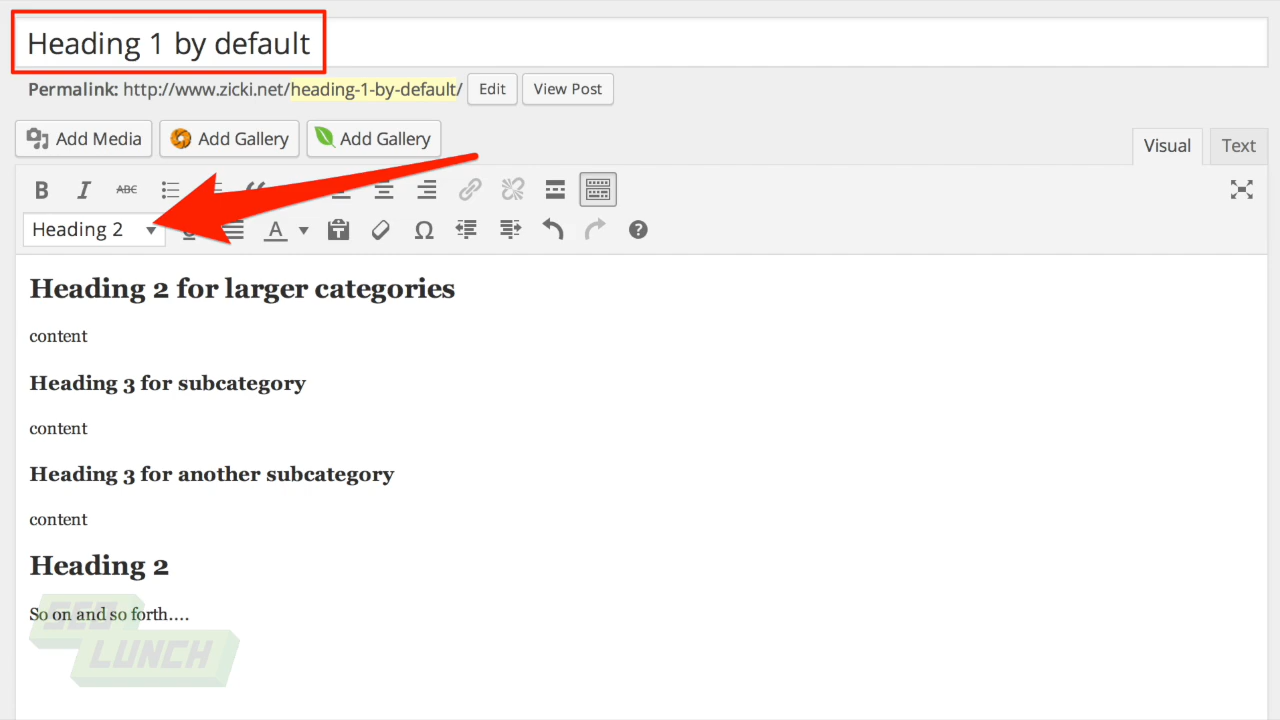 Heading 1 by default
Permalink: http://www.zicki.net/heading-1-by-default/ Edit View Post
Add Media Add Gallery Add Gallery
Visual Text
B I ABC
Heading 2 U A Ω ?
Heading 2 for larger categories
content
Heading 3 for subcategory
content
Heading 3 for another subcategory
content
Heading 2
So on and so forth....
SEO
LUNCH